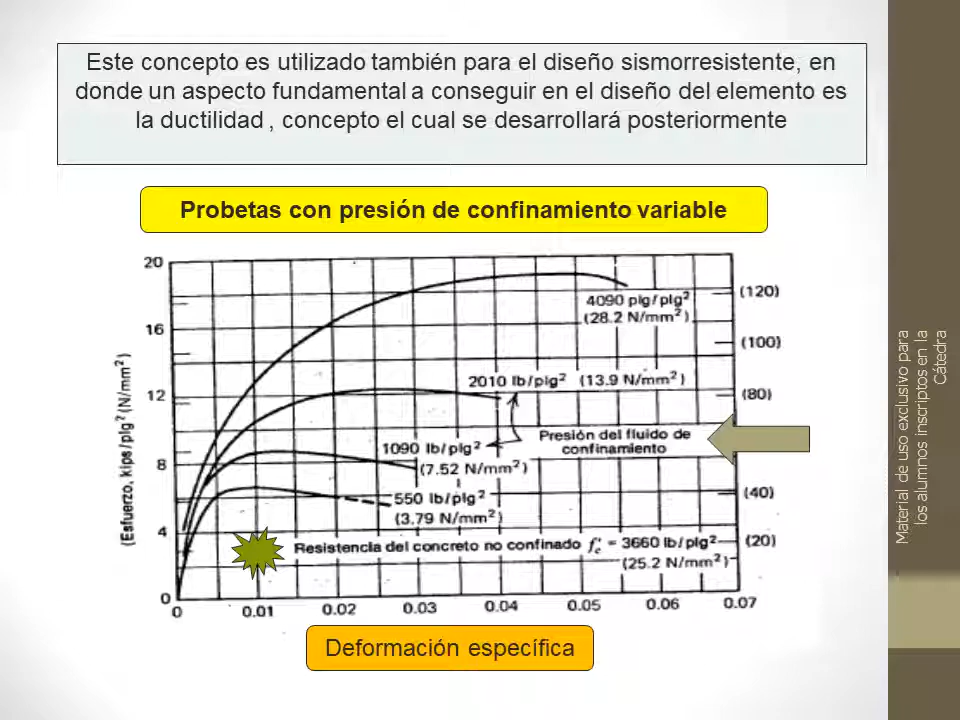 Este concepto es utilizado también para el diseño sismorresistente, en
donde un aspecto fundamental a conseguir en el diseño del elemento es
la ductilidad , concepto el cual se desarrollará posteriormente
Probetas con presión de confinamiento variable
20
16
12
8
4
0
(Esfuerzo, kips/plg² (N/mm²)
4090 plg/plg²
(28.2 N/mm²)
2010 lb/plg² (13.9 N/mm²)
1090 lb/plg²
(7.52 N/mm²)
Presión del fluido de
confinamiento
550 lb/plg²
(3.79 N/mm²)
Resistencia del concreto no confinado f'c = 3660 lb/plg²
(25.2 N/mm²)
(120)
(100)
(80)
(40)
(20)
0
0.01
0.02
0.03
0.04
0.05
0.06
0.07
Deformación específica
Material de uso exclusivo para
los alumnos inscriptos en la
Cátedra